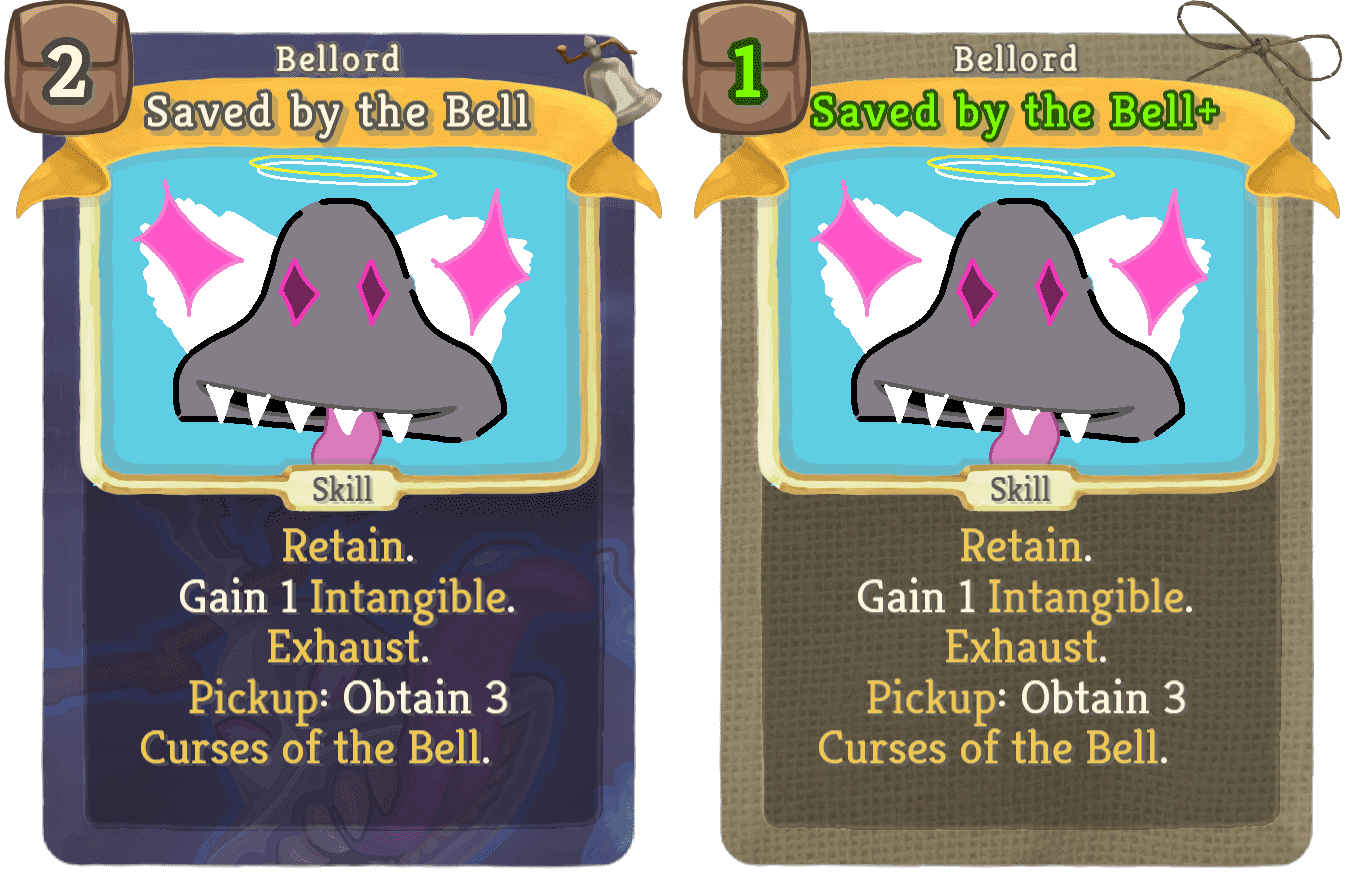 2
Bellord
Saved by the Bell
Skill
Retain.
Gain 1 Intangible.
Exhaust.
Pickup: Obtain 3
Curses of the Bell.
1
Bellord
Saved by the Bell+
Skill
Retain.
Gain 1 Intangible.
Exhaust.
Pickup: Obtain 3
Curses of the Bell.